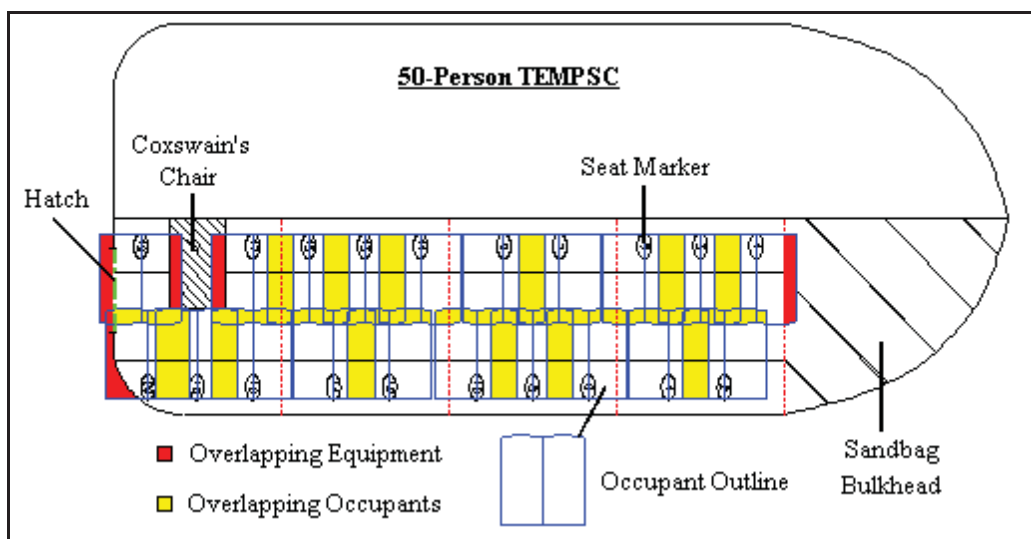 50-Person TEMPSC
Coxswain's
Chair
Seat Marker
Hatch
Overlapping Equipment
Overlapping Occupants
Occupant Outline
Sandbag
Bulkhead